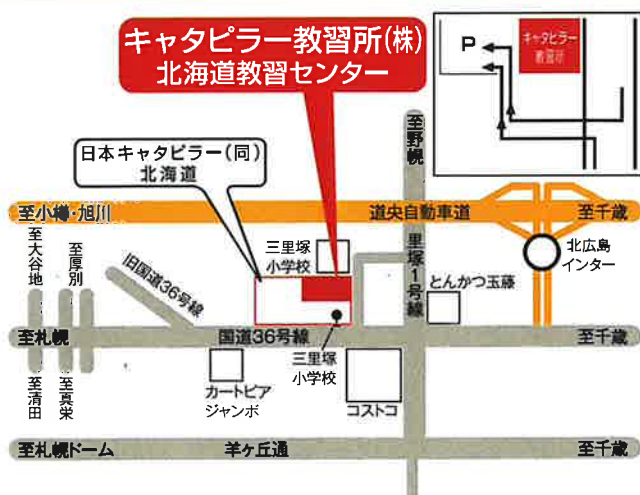 キャタピラー教習所(株)
北海道教習センター
P
キャタピラー
教習所
日本キャタピラー(同)
北海道
至野幌
至小樽・旭川
道央自動車道
至千歳
至大谷地
至厚別
旧国道36号線
三里塚
小学校
里塚1号線
北広島
インター
とんかつ玉藤
至札幌
国道36号線
至千歳
三里塚
小学校
至清田
至真栄
カートピア
ジャンボ
コストコ
至札幌ドーム
羊ヶ丘通
至千歳